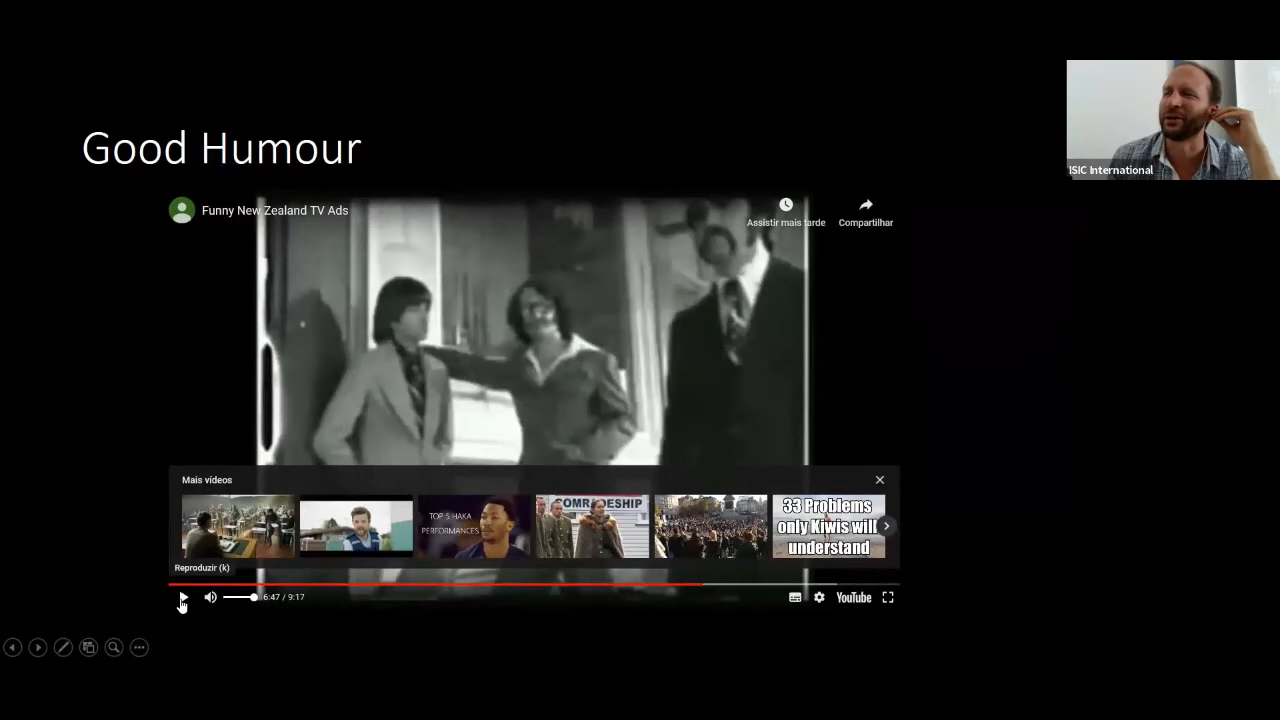 Good Humour
ISIC International
Funny New Zealand TV Ads
Assistir mais tarde
Compartilhar
Mais vídeos
TOP 5 HAKA
PERFORMANCES
COMRADESHIP
33 Problems
only Kiwis will
understand
Reproduzir (k)
6:47 / 9:17
YouTube